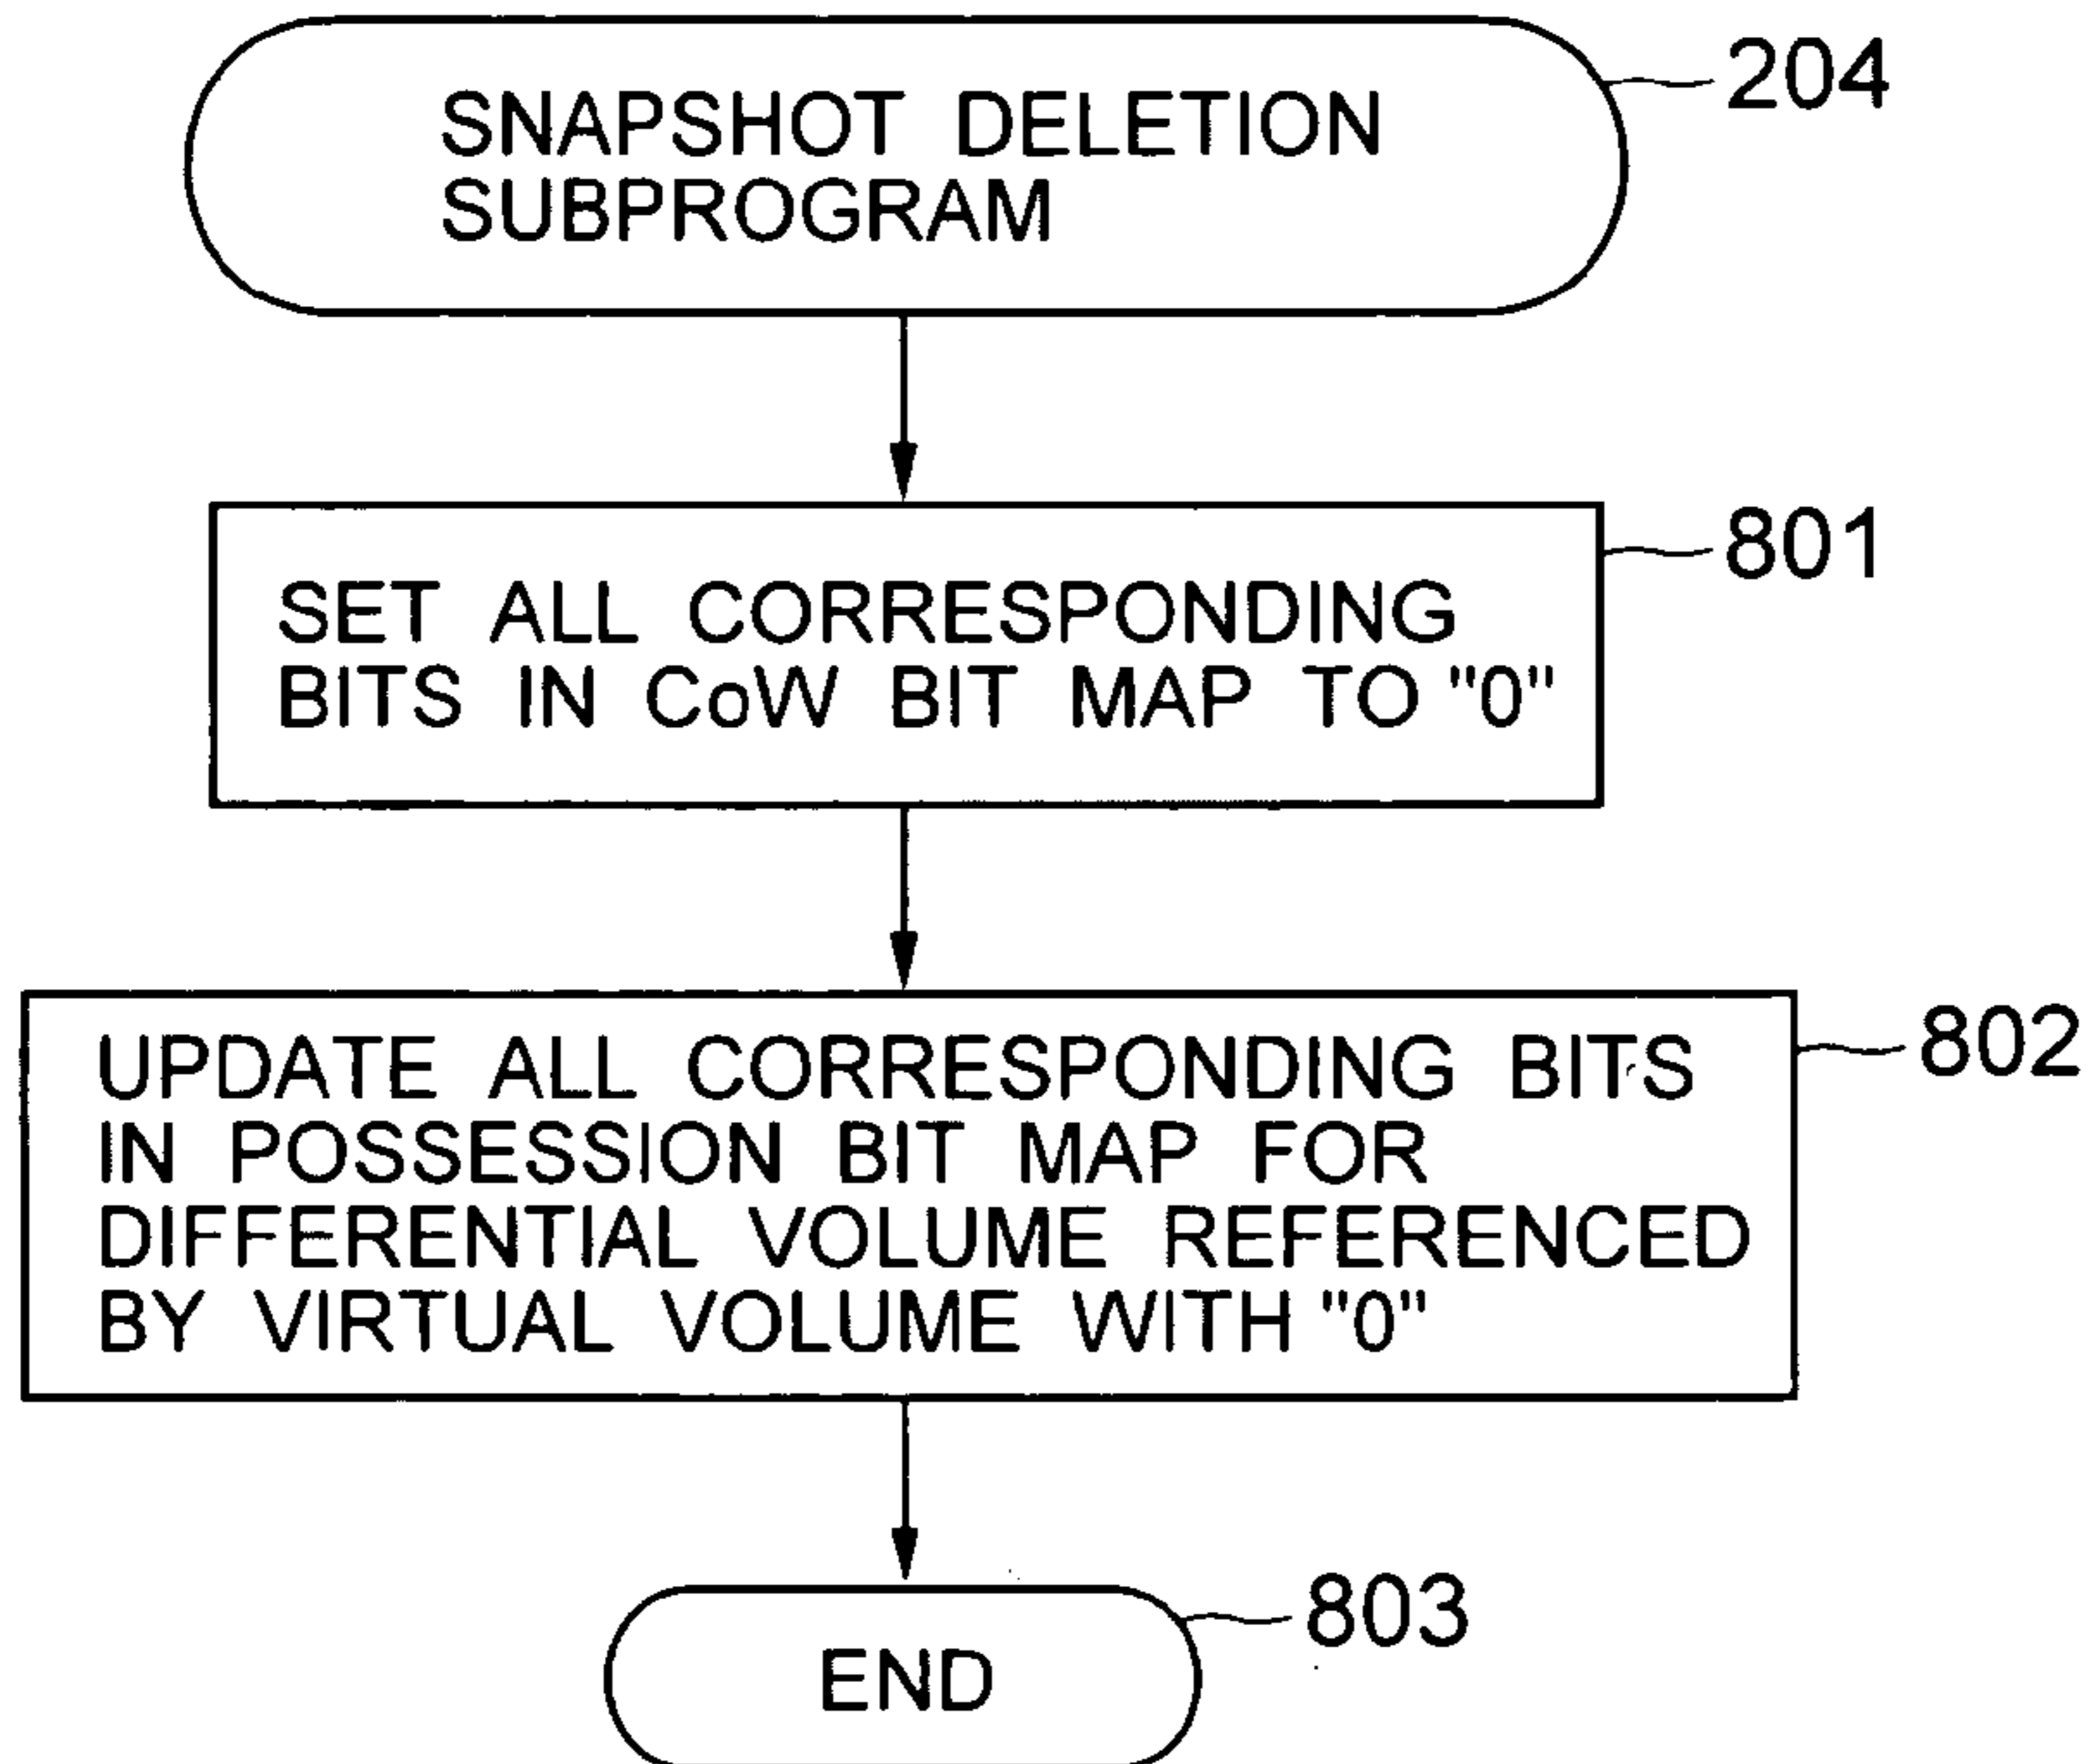 SNAPSHOT DELETION
SUBPROGRAM
204
SET ALL CORRESPONDING
BITS IN CoW BIT MAP TO "0"
801
UPDATE ALL CORRESPONDING BITS
IN POSSESSION BIT MAP FOR
DIFFERENTIAL VOLUME REFERENCED
BY VIRTUAL VOLUME WITH "0"
802
END
803